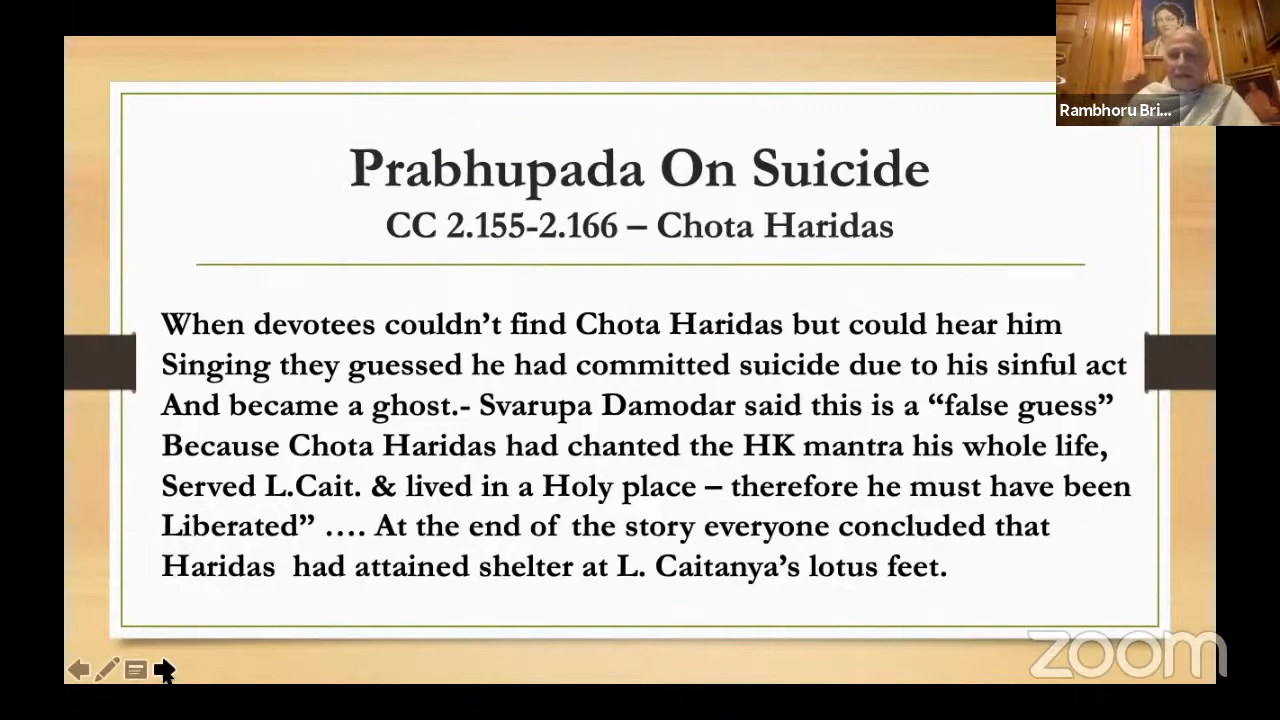 Rambhoru Bri...
Prabhupada On Suicide
CC 2.155-2.166 – Chota Haridas
When devotees couldn't find Chota Haridas but could hear him
Singing they guessed he had committed suicide due to his sinful act
And became a ghost.- Svarupa Damodar said this is a “false guess”
Because Chota Haridas had chanted the HK mantra his whole life,
Served L.Cait. & lived in a Holy place – therefore he must have been
Liberated” .... At the end of the story everyone concluded that
Haridas had attained shelter at L. Caitanya's lotus feet.
zoom